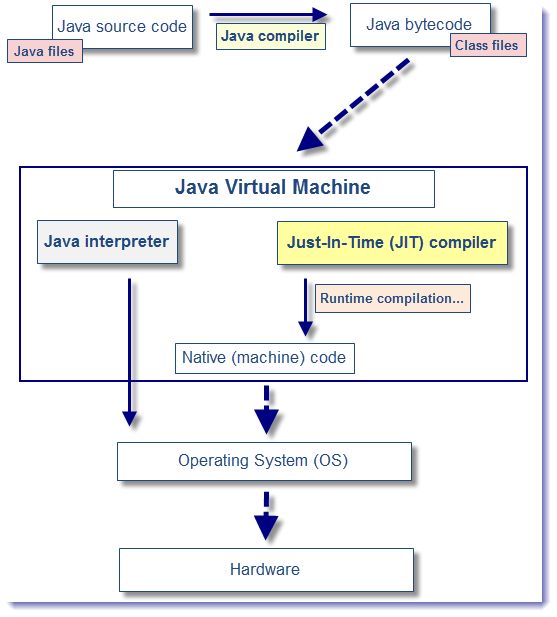 Java source code
Java files
Java compiler
Java bytecode
Class files
Java Virtual Machine
Java interpreter
Just-In-Time (JIT) compiler
Runtime compilation...
Native (machine) code
Operating System (OS)
Hardware